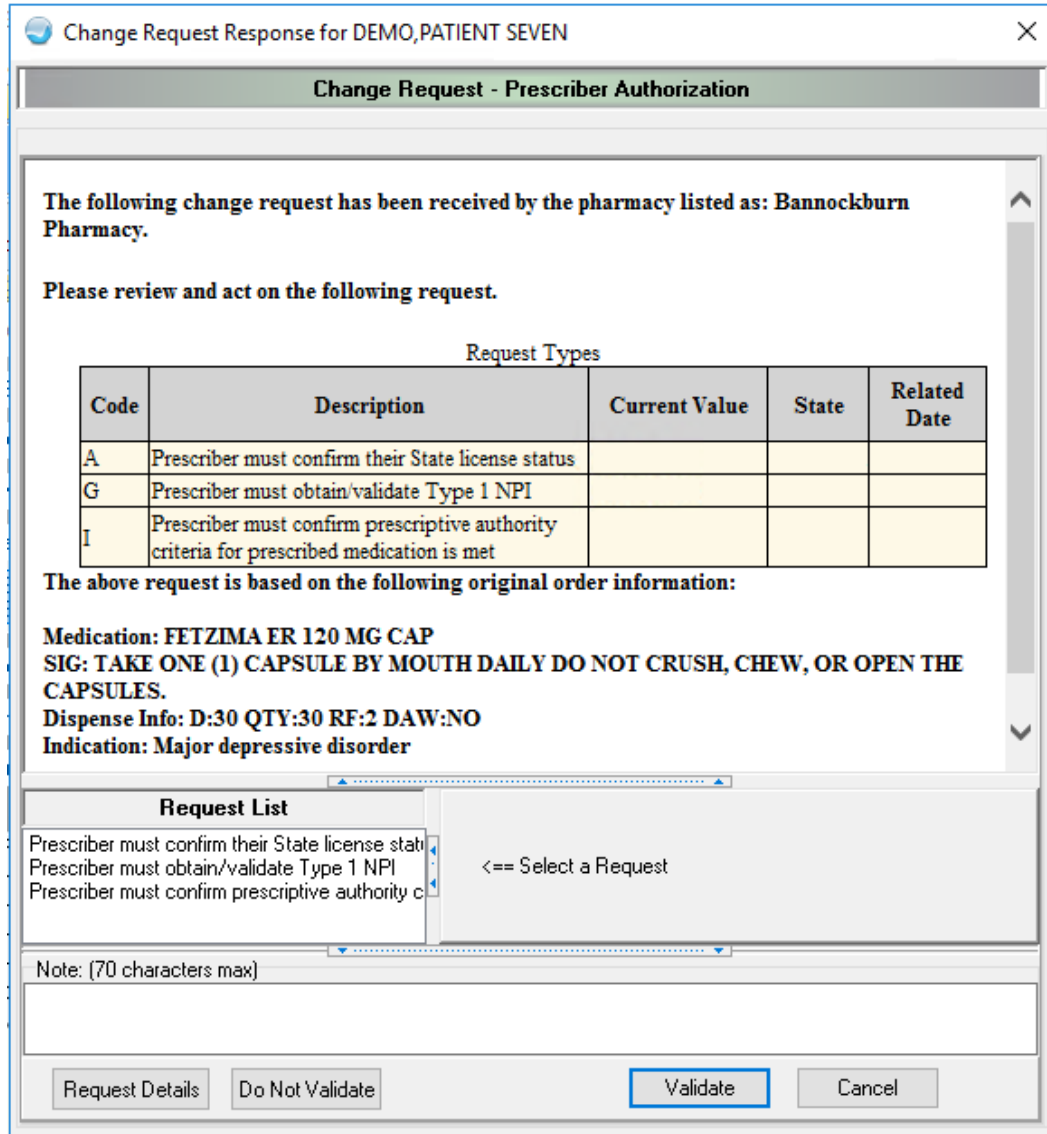 Change Request Response for DEMO,PATIENT SEVEN
Change Request - Prescriber Authorization
The following change request has been received by the pharmacy listed as: Bannockburn
Pharmacy.
Please review and act on the following request.
Request Types
Code Description Current Value State Related Date
A Prescriber must confirm their State license status
G Prescriber must obtain/validate Type 1 NPI
I Prescriber must confirm prescriptive authority
criteria for prescribed medication is met
The above request is based on the following original order information:
Medication: FETZIMA ER 120 MG CAP
SIG: TAKE ONE (1) CAPSULE BY MOUTH DAILY DO NOT CRUSH, CHEW, OR OPEN THE
CAPSULES.
Dispense Info: D:30 QTY:30 RF:2 DAW:NO
Indication: Major depressive disorder
Request List
Prescriber must confirm their State license stat
Prescriber must obtain/validate Type 1 NPI
Prescriber must confirm prescriptive authority c
<== Select a Request
Note: (70 characters max)
Request Details Do Not Validate Validate Cancel